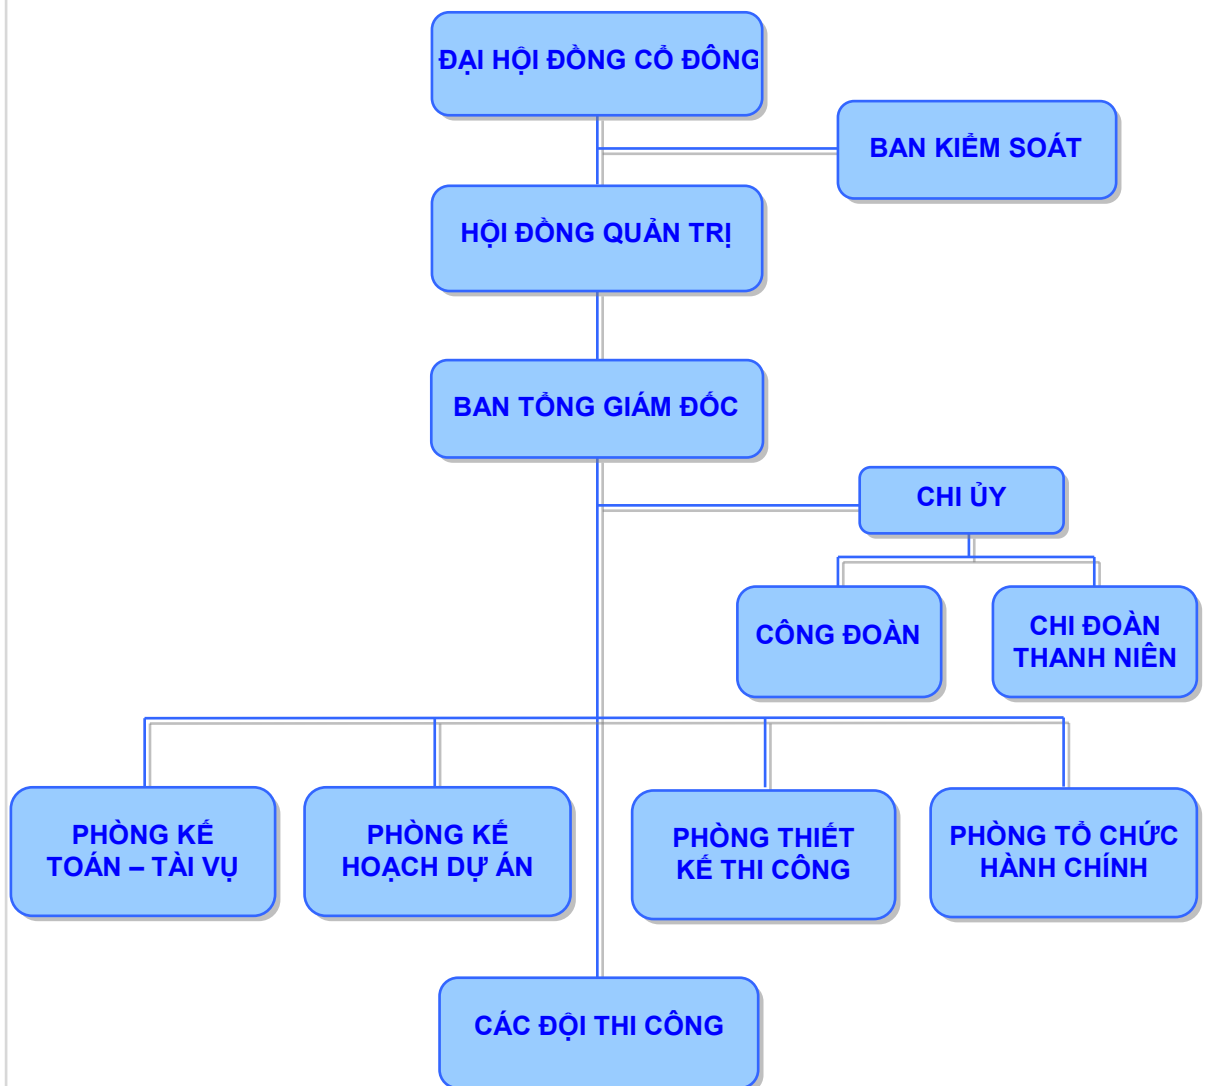 ĐẠI HỘI ĐỒNG CỔ ĐÔNG
BAN KIỂM SOÁT
HỘI ĐỒNG QUẢN TRỊ
BAN TỔNG GIÁM ĐỐC
CHI ỦY
CÔNG ĐOÀN
CHI ĐOÀN
THANH NIÊN
PHÒNG KẾ
TOÁN – TÀI VỤ
PHÒNG KẾ
HOẠCH DỰ ÁN
PHÒNG THIẾT
KẾ THI CÔNG
PHÒNG TỔ CHỨC
HÀNH CHÍNH
CÁC ĐỘI THI CÔNG